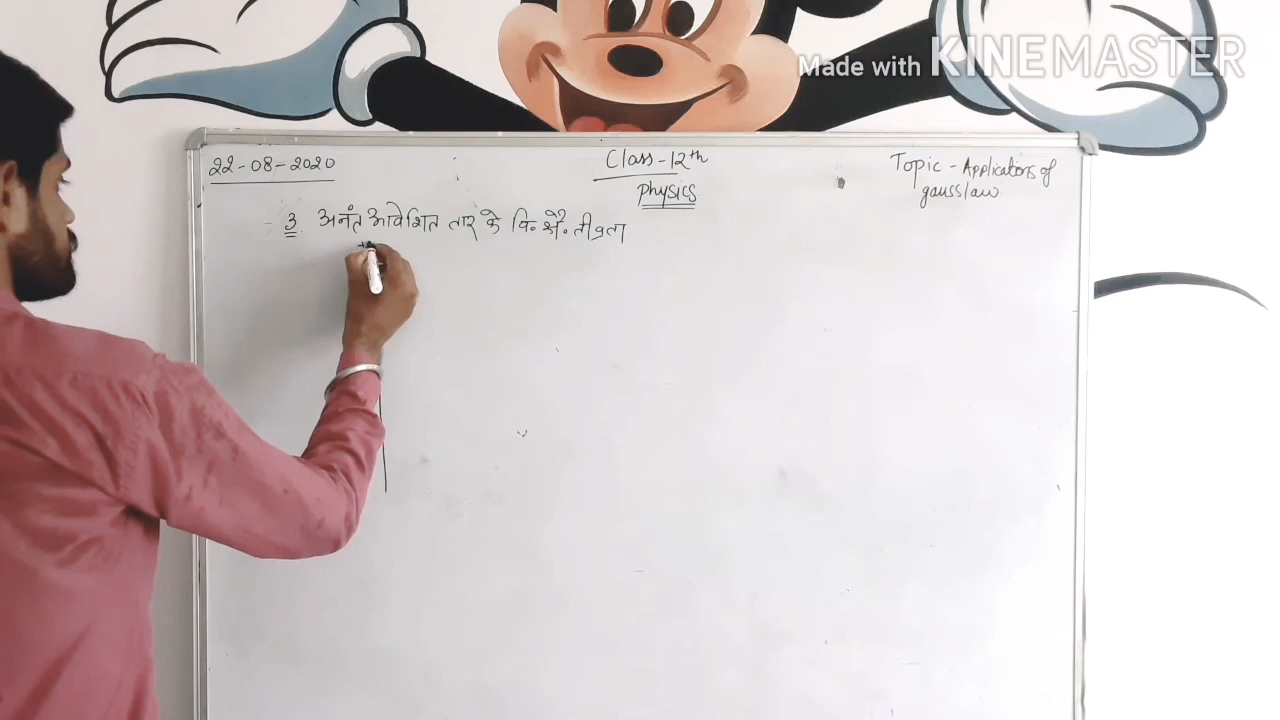 Made with KINEMASTER
22-08-2020
Class-12th
Physics
Topic - Applications of
gauss law
3. अनंत आवेशित तार के वि॰ क्षे॰ तीव्रता